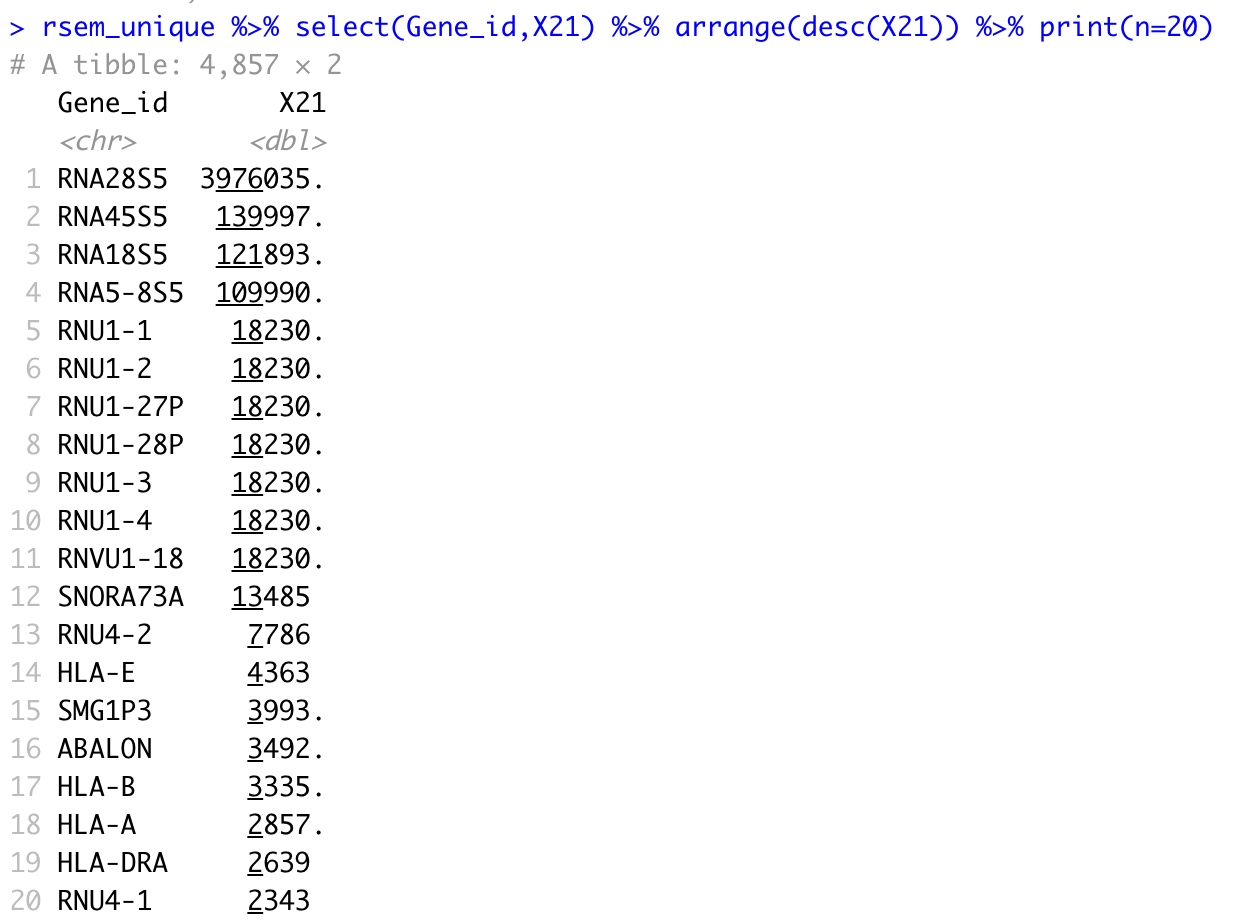 > rsem_unique %>% select(Gene_id,X21) %>% arrange(desc(X21)) %>% print(n=20)
# A tibble: 4,857 × 2
   Gene_id       X21
   <chr>       <dbl>
 1 RNA28S5  3976035.
 2 RNA45S5   139997.
 3 RNA18S5   121893.
 4 RNA5-8S5  109990.
 5 RNU1-1     18230.
 6 RNU1-2     18230.
 7 RNU1-27P   18230.
 8 RNU1-28P   18230.
 9 RNU1-3     18230.
10 RNU1-4     18230.
11 RNVU1-18   18230.
12 SNORA73A   13485
13 RNU4-2      7786
14 HLA-E       4363
15 SMG1P3      3993.
16 ABALON      3492.
17 HLA-B       3335.
18 HLA-A       2857.
19 HLA-DRA     2639
20 RNU4-1      2343